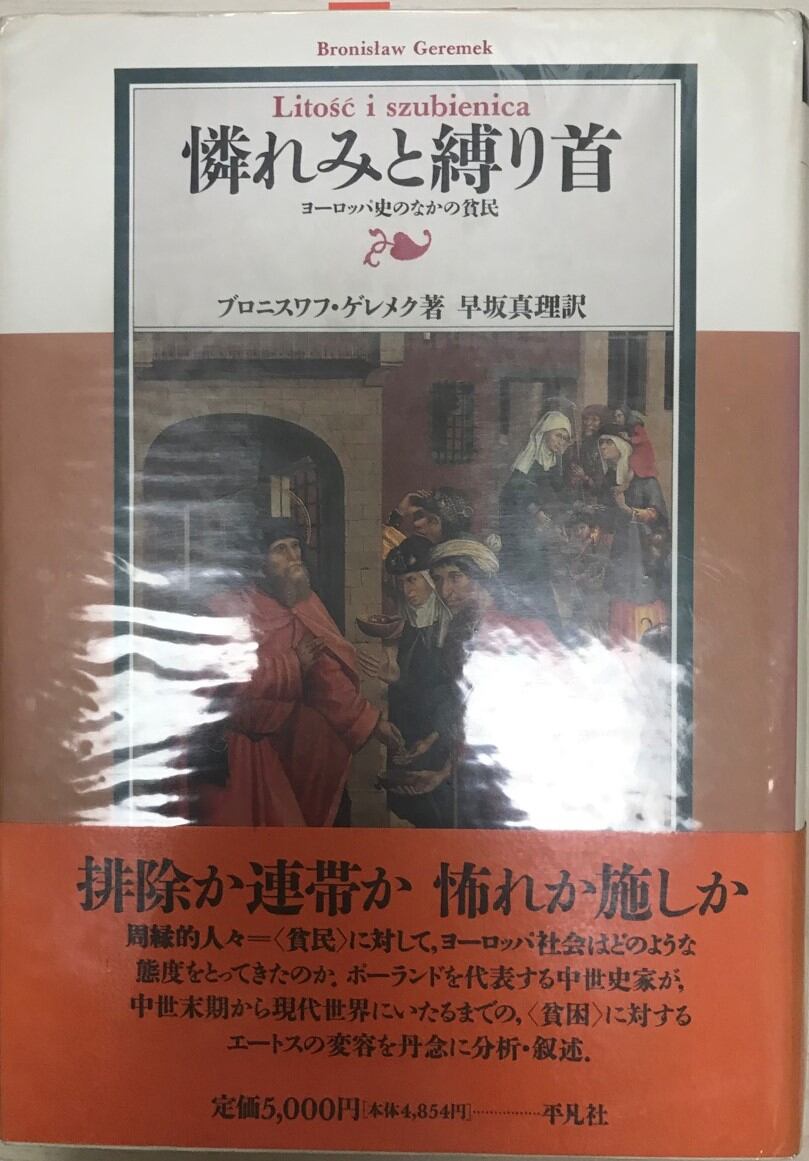 Bronisław Geremek
Litość i szubienica
憐れみと縛り首
ヨーロッパ史のなかの貧民
ブロニスワフ・ゲレメク著 早坂真理訳
排除か連帯か 怖れか施しか
周縁的人々=〈貧民〉に対して,ヨーロッパ社会はどのような
態度をとってきたのか.ポーランドを代表する中世史家が,
中世末期から現代世界にいたるまでの,〈貧困〉に対する
エートスの変容を丹念に分析・叙述.
定価5,000円[本体4,854円]················平凡社